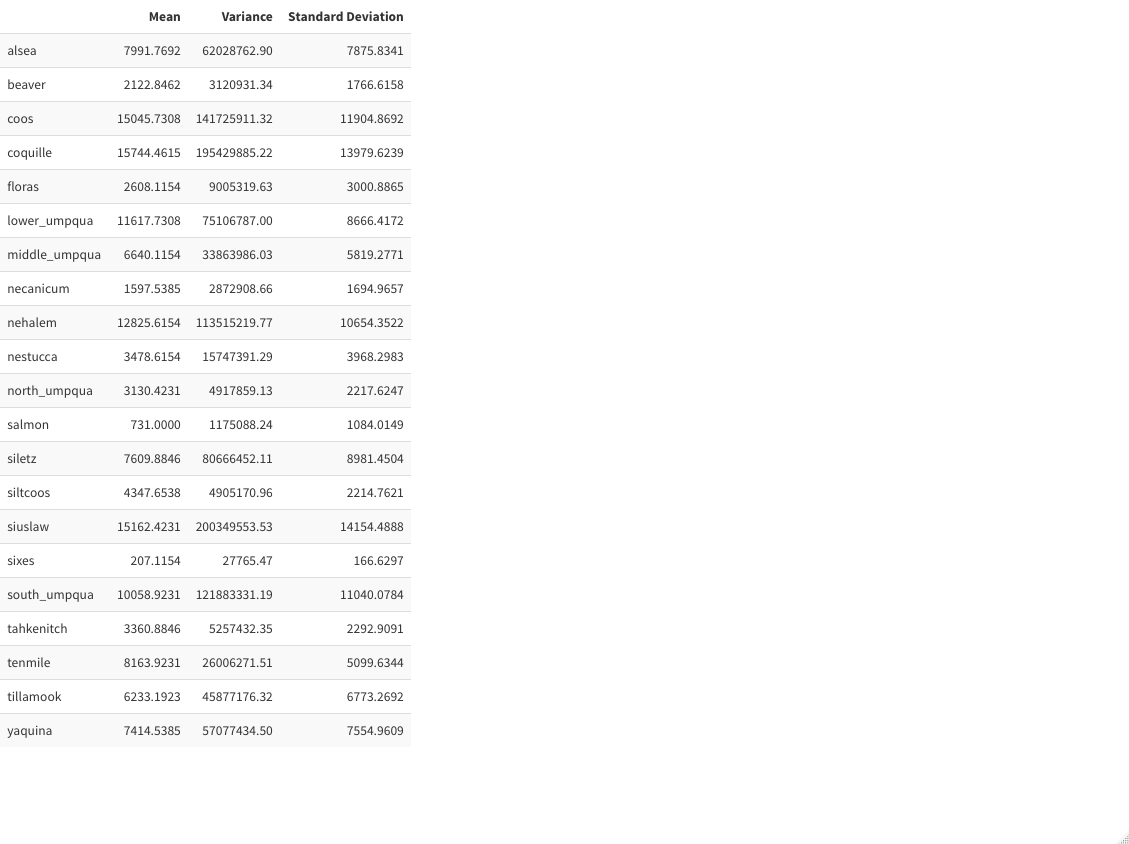 Mean Variance Standard Deviation
alsea 7991.7692 62028762.90 7875.8341
beaver 2122.8462 3120931.34 1766.6158
coos 15045.7308 141725911.32 11904.8692
coquille 15744.4615 195429885.22 13979.6239
floras 2608.1154 9005319.63 3000.8865
lower_umpqua 11617.7308 75106787.00 8666.4172
middle_umpqua 6640.1154 33863986.03 5819.2771
necanicum 1597.5385 2872908.66 1694.9657
nehalem 12825.6154 113515219.77 10654.3522
nestucca 3478.6154 15747391.29 3968.2983
north_umpqua 3130.4231 4917859.13 2217.6247
salmon 731.0000 1175088.24 1084.0149
siletz 7609.8846 80666452.11 8981.4504
siltcoos 4347.6538 4905170.96 2214.7621
siuslaw 15162.4231 200349553.53 14154.4888
sixes 207.1154 27765.47 166.6297
south_umpqua 10058.9231 121883331.19 11040.0784
tahkenitch 3360.8846 5257432.35 2292.9091
tenmile 8163.9231 26006271.51 5099.6344
tillamook 6233.1923 45877176.32 6773.2692
yaquina 7414.5385 57077434.50 7554.9609